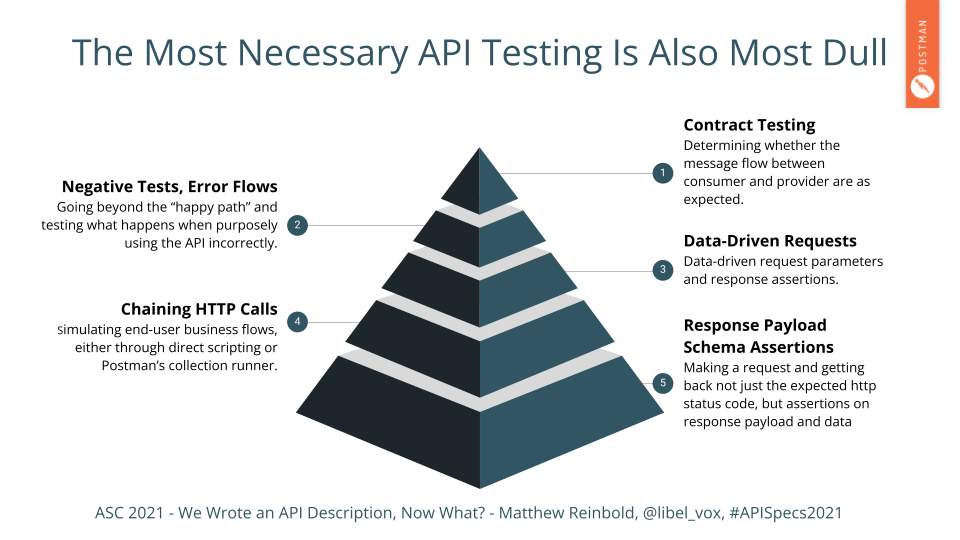 The Most Necessary API Testing Is Also Most Dull
POSTMAN
1
Contract Testing
Determining whether the
message flow between
consumer and provider are as
expected.
2
Negative Tests, Error Flows
Going beyond the “happy path” and
testing what happens when purposely
using the API incorrectly.
3
Data-Driven Requests
Data-driven request parameters
and response assertions.
4
Chaining HTTP Calls
simulating end-user business flows,
either through direct scripting or
Postman’s collection runner.
5
Response Payload
Schema Assertions
Making a request and getting
back not just the expected http
status code, but assertions on
response payload and data
ASC 2021 - We Wrote an API Description, Now What? - Matthew Reinbold, @libel_vox, #APISpecs2021